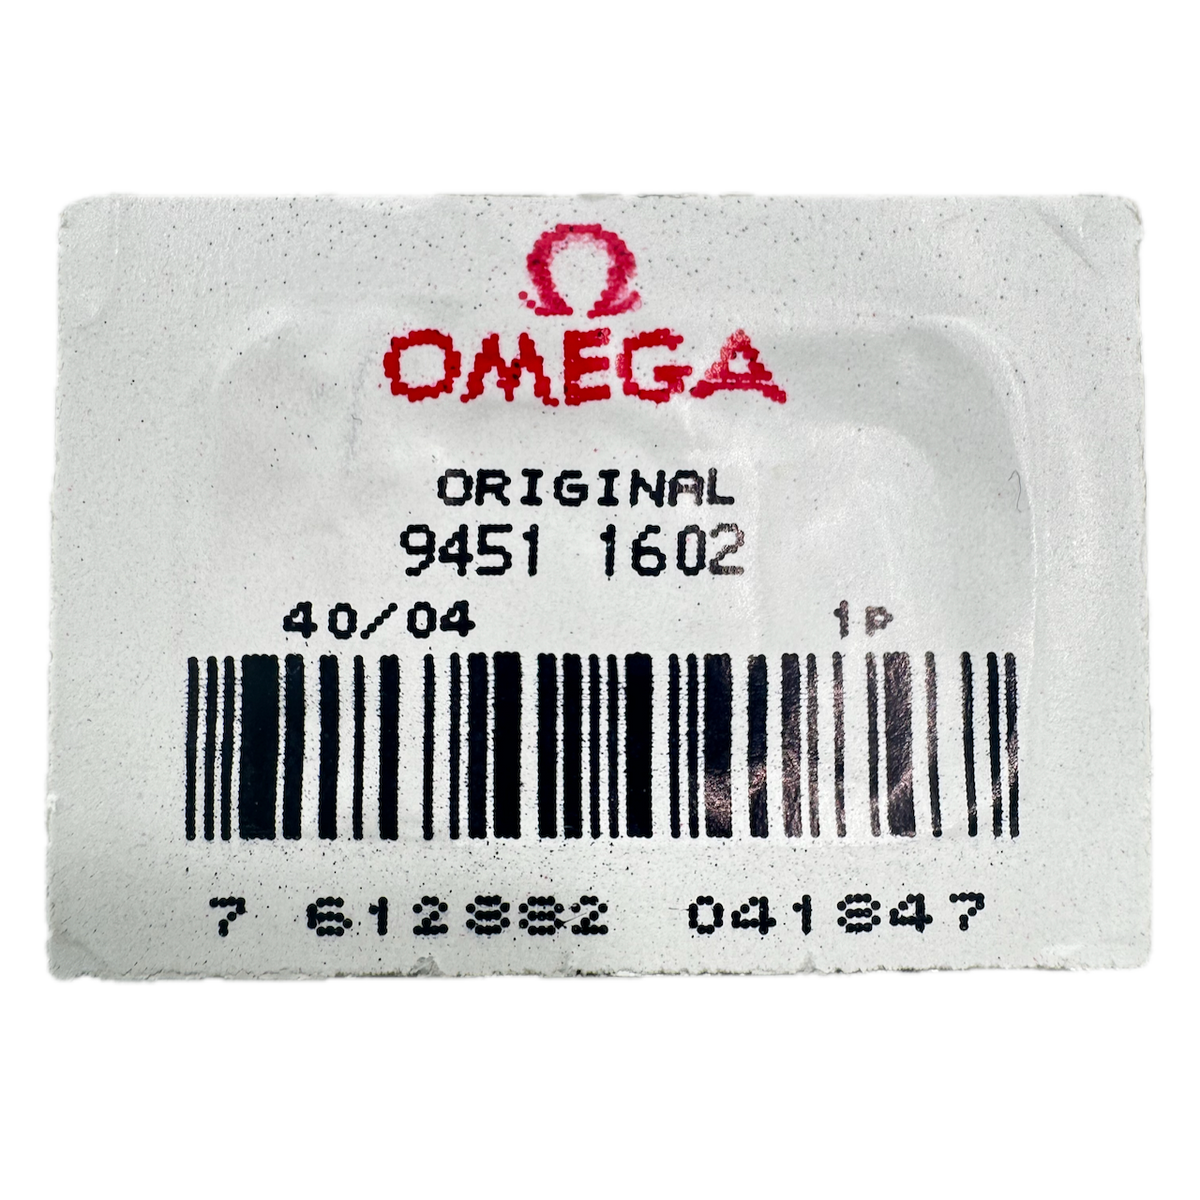 OMEGA
ORIGINAL
9451 1602
40/04 1P
7 612882 041847